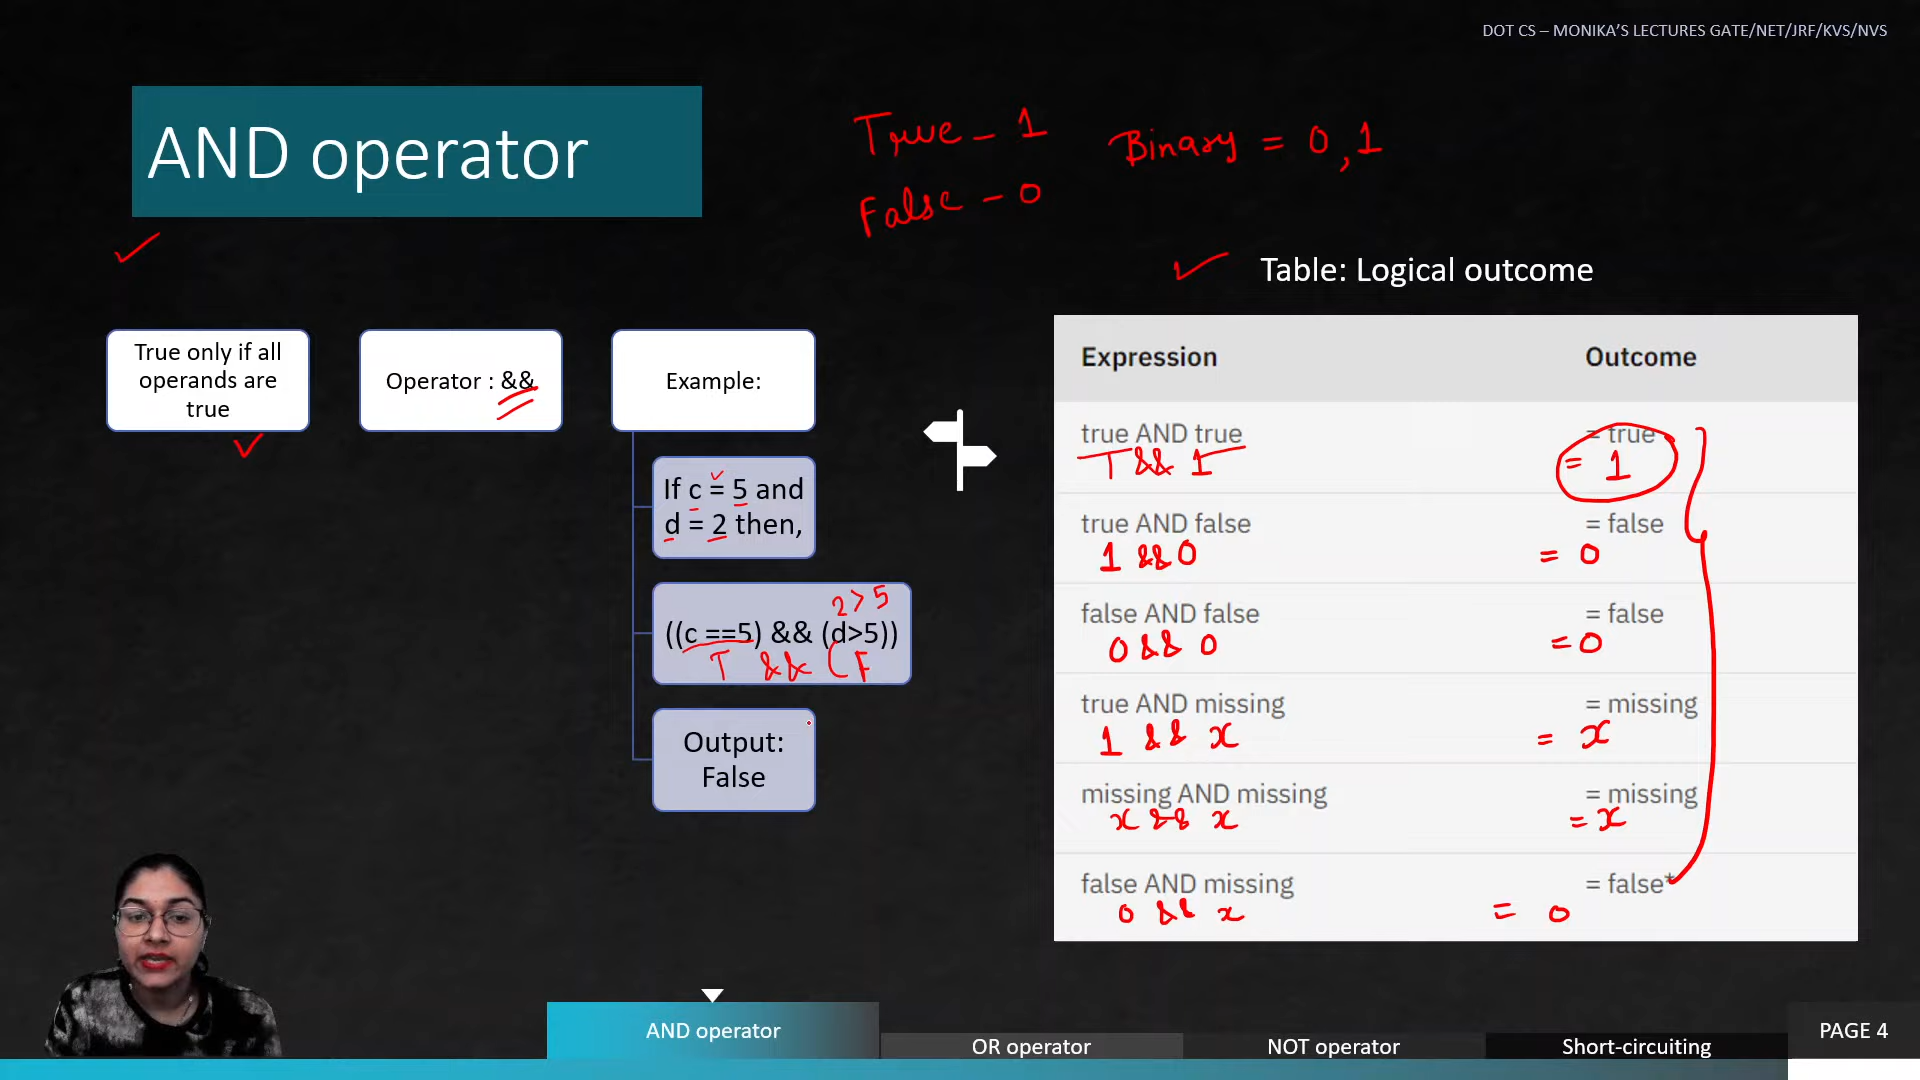 DOT CS – MONIKA'S LECTURES GATE/NET/JRF/KVS/NVS
AND operator
True – 1
False – 0
Binary = 0,1
Table: Logical outcome
True only if all
operands are
true
Operator : &&
Example:
If c = 5 and
d = 2 then,
2 > 5
((c ==5) && (d>5))
T && (F
Output:
False
Expression Outcome
true AND true = true
T && 1 = 1
true AND false = false
1 && 0 = 0
false AND false = false
0 && 0 = 0
true AND missing = missing
1 && x = x
missing AND missing = missing
x && x = x
false AND missing = false*
0 && x = 0
AND operator
OR operator
NOT operator
Short-circuiting
PAGE 4